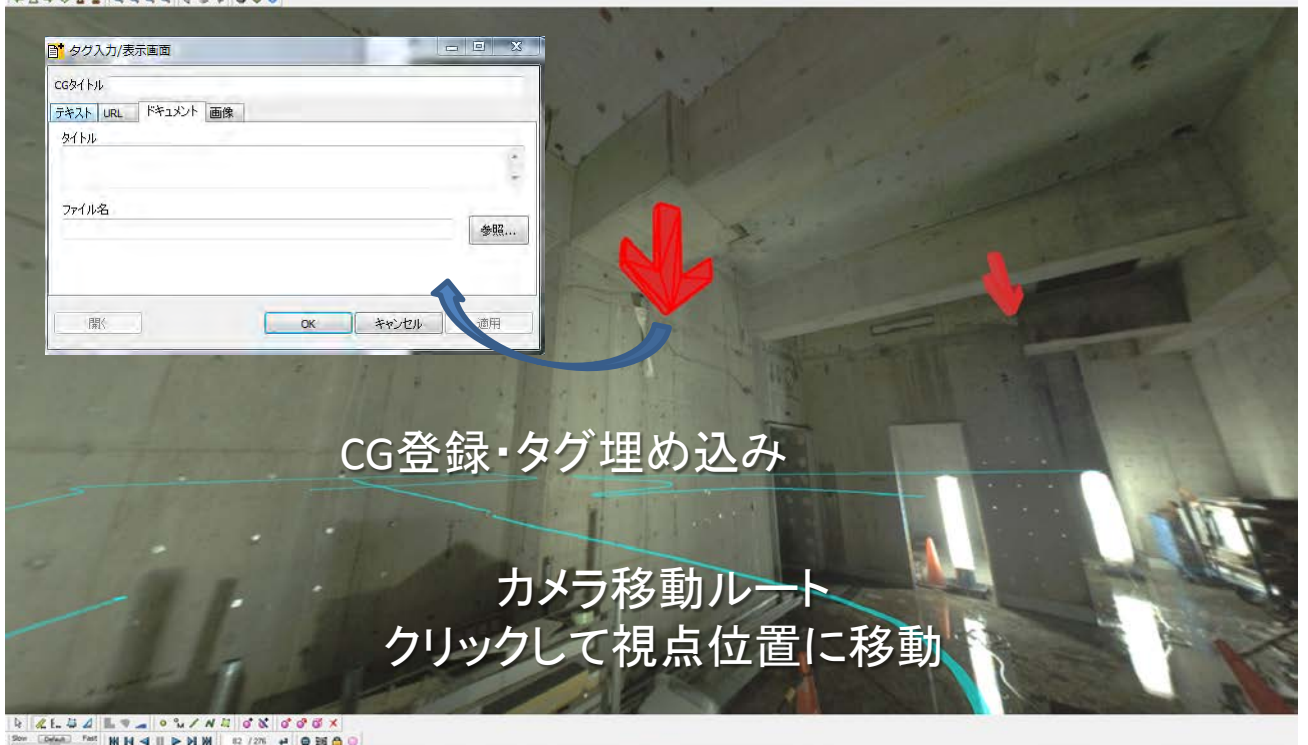 タグ入力/表示画面
CGタイトル
テキスト URL ドキュメント 画像
タイトル
ファイル名
参照...
開く OK キャンセル 適用
CG登録・タグ埋め込み
カメラ移動ルート
クリックして視点位置に移動
Slow Default Fast 82 / 276